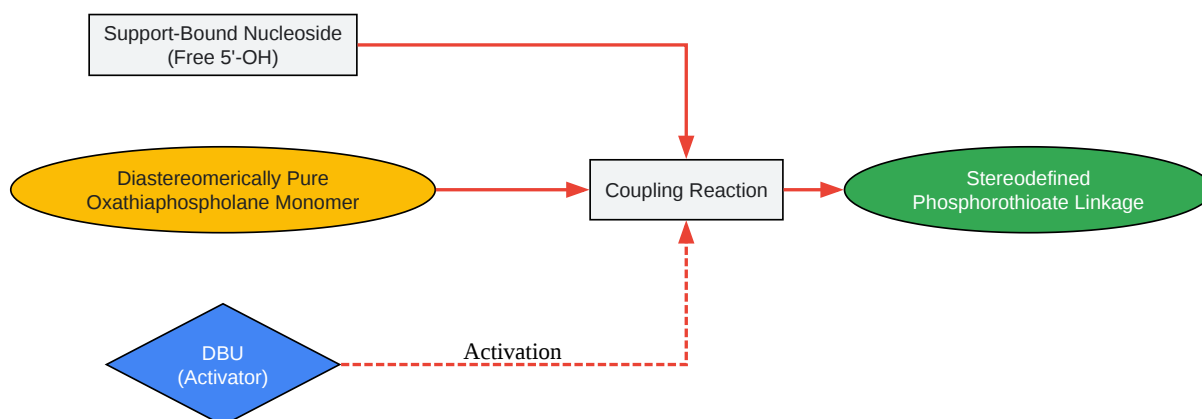 Support-Bound Nucleoside
(Free 5'-OH)
Diastereomerically Pure
Oxathiaphospholane Monomer
Coupling Reaction
Stereodefined
Phosphorothioate Linkage
DBU
(Activator)
Activation